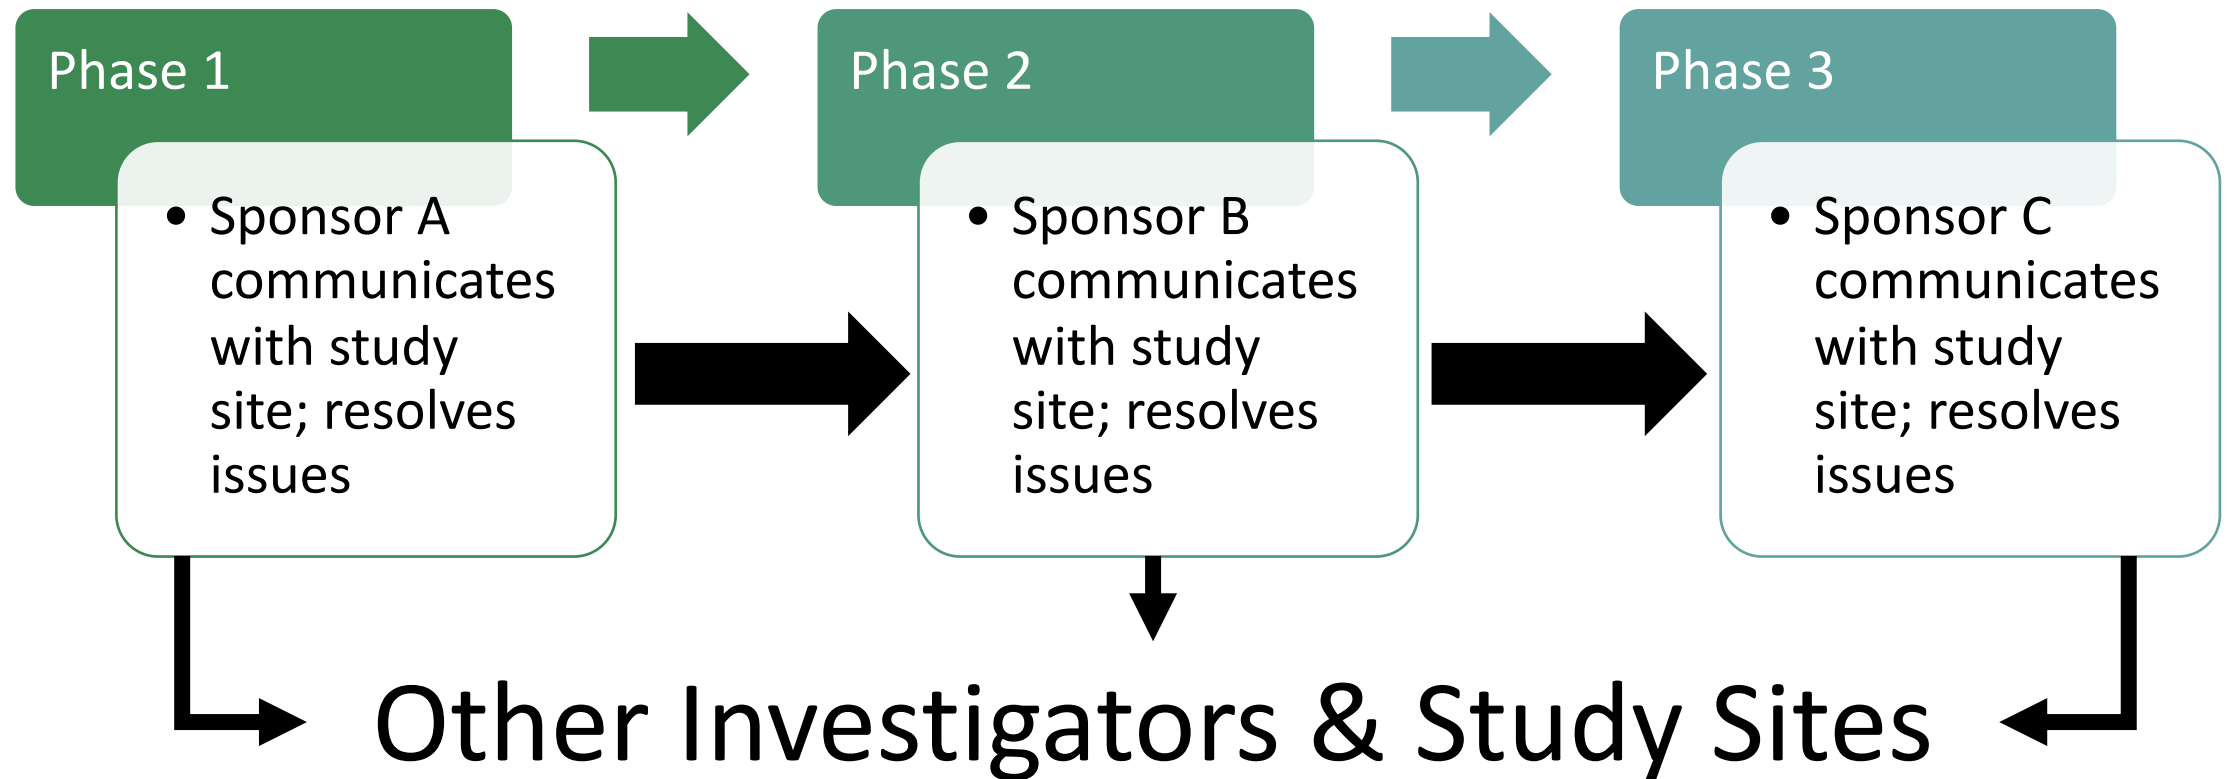 Phase 1
• Sponsor A
communicates
with study
site; resolves
issues
Phase 2
• Sponsor B
communicates
with study
site; resolves
issues
Phase 3
• Sponsor C
communicates
with study
site; resolves
issues
Other Investigators & Study Sites